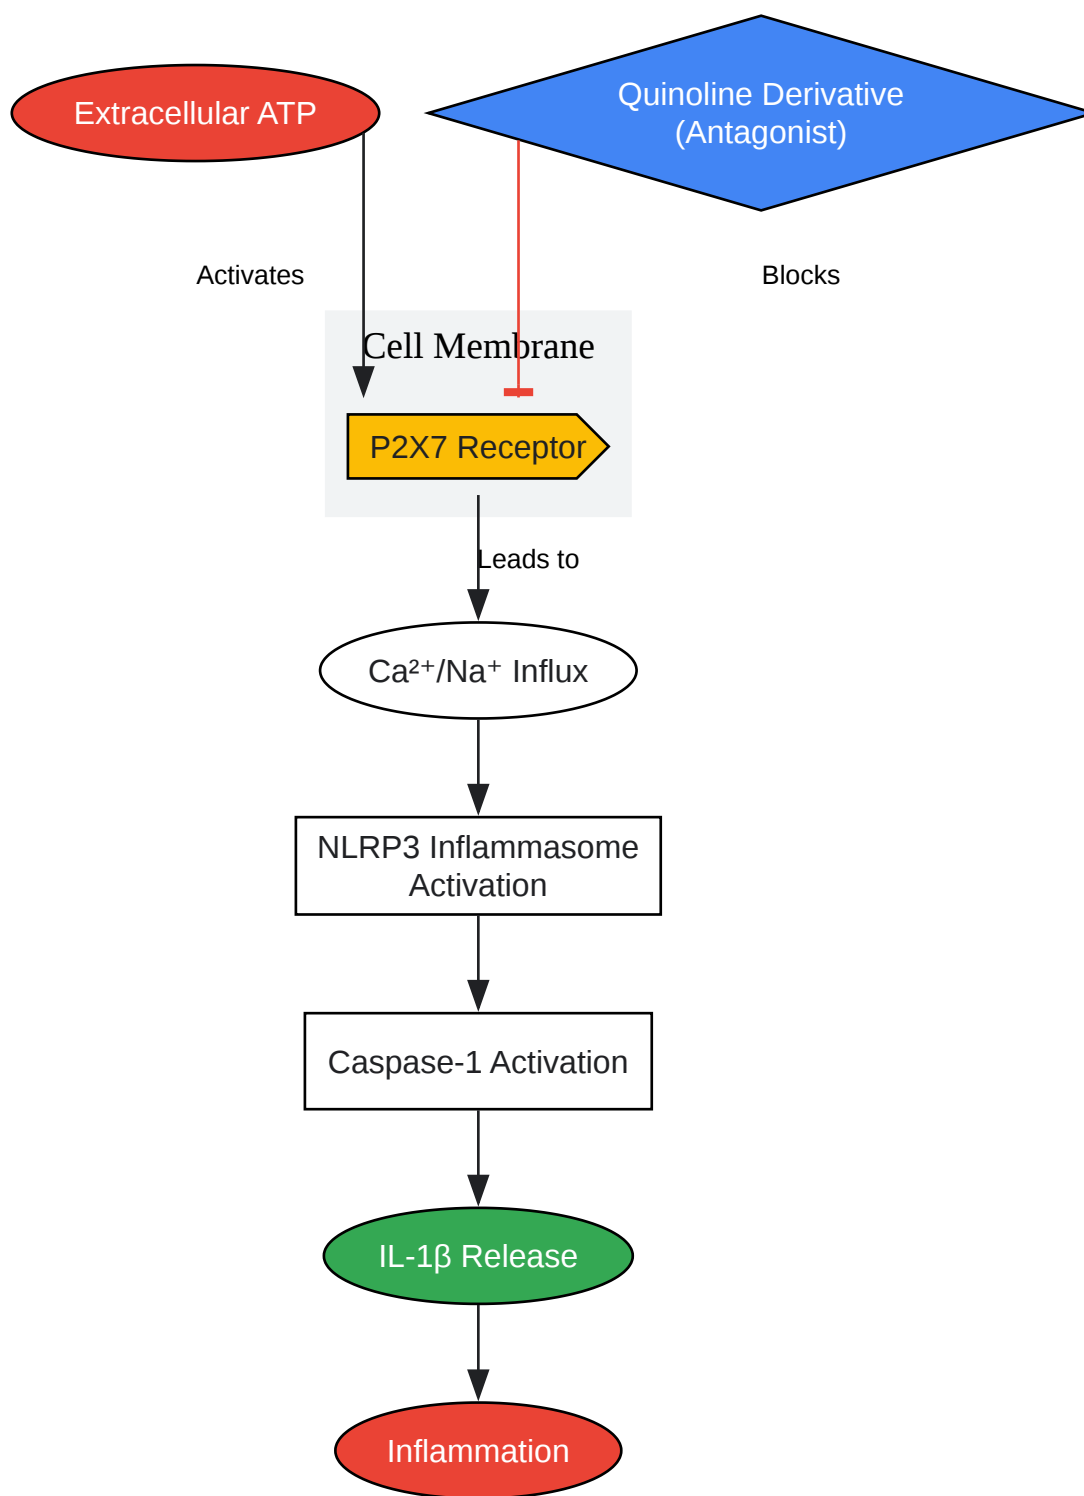 Extracellular ATP
Quinoline Derivative
(Antagonist)
Activates
Blocks
Cell Membrane
P2X7 Receptor
Leads to
Ca²⁺/Na⁺ Influx
NLRP3 Inflammasome
Activation
Caspase-1 Activation
IL-1β Release
Inflammation